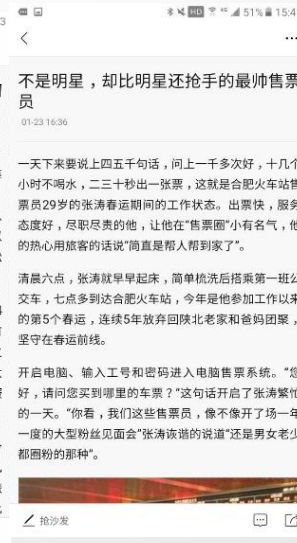 HD 4G 51% 15:4
不是明星，却比明星还抢手的最帅售票
员
01-23 16:36
一天下来要说上四五千句话，问上一千多次好，十几个
小时不喝水，二三十秒出一张票，这就是合肥火车站售
票员29岁的张涛春运期间的工作状态。出票快，服务
态度好，尽职尽责的他，让他在“售票圈”小有名气，他
的热心用旅客的话说“简直是帮人帮到家了”。
清晨六点，张涛就早早起床，简单梳洗后搭乘第一班公
交车，七点多到达合肥火车站，今年是他参加工作以来
的第5个春运，连续5年放弃回陕北老家和爸妈团聚，
坚守在春运前线。
开启电脑、输入工号和密码进入电脑售票系统。“您
好，请问您买到哪里的车票？”这句话开启了张涛繁忙
的一天。“你看，我们这些售票员，像不像开了场一年
一度的大型粉丝见面会”张涛诙谐的说道“还是男女老少
都圈粉的那种”。
抢沙发